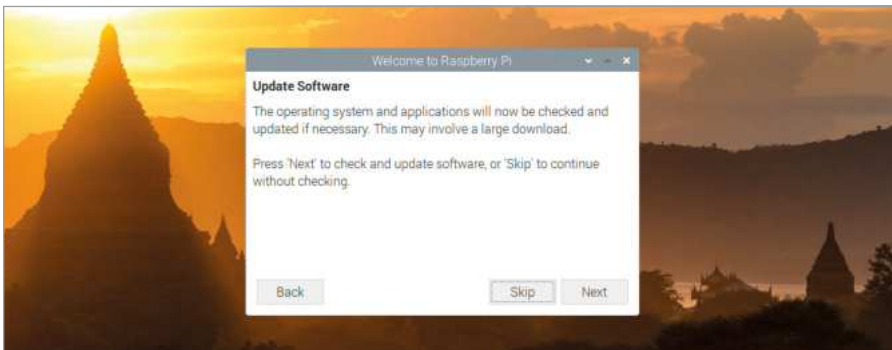 Welcome to Raspberry Pi
Update Software
The operating system and applications will now be checked and
updated if necessary. This may involve a large download.
Press 'Next' to check and update software, or 'Skip' to continue
without checking.
Back Skip Next